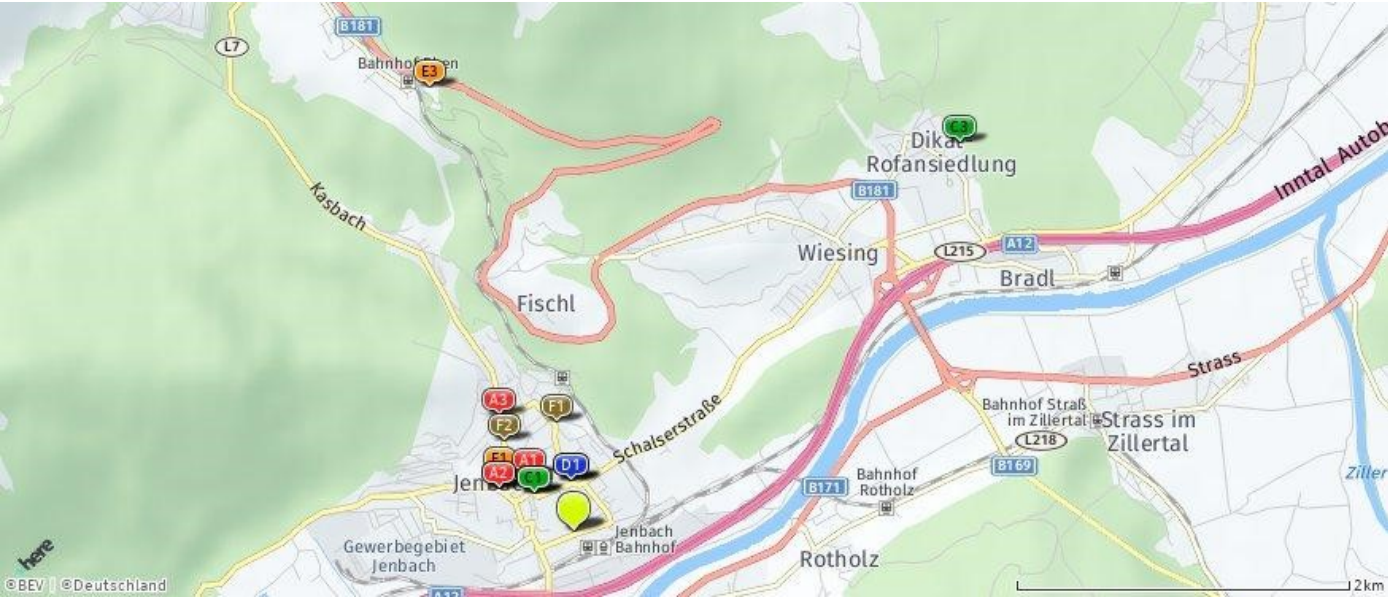 B181
L7
E3
C3
Dikat
Rofansiedlung
B181
Inntal
Kasbach
Wiesing
L215
A12
Bradl
Fischl
Strass
A3
F1
F2
Bahnhof Straß
im Zillertal
Strass im
Zillertal
L218
Schalserstraße
E1
A1
A2
C1
D1
B169
Bahnhof
Rotholz
B171
Ziller
Jenbach
Bahnhof
Gewerbegebiet
Jenbach
Rotholz
here
©BEV | ©Deutschland
A12
2km